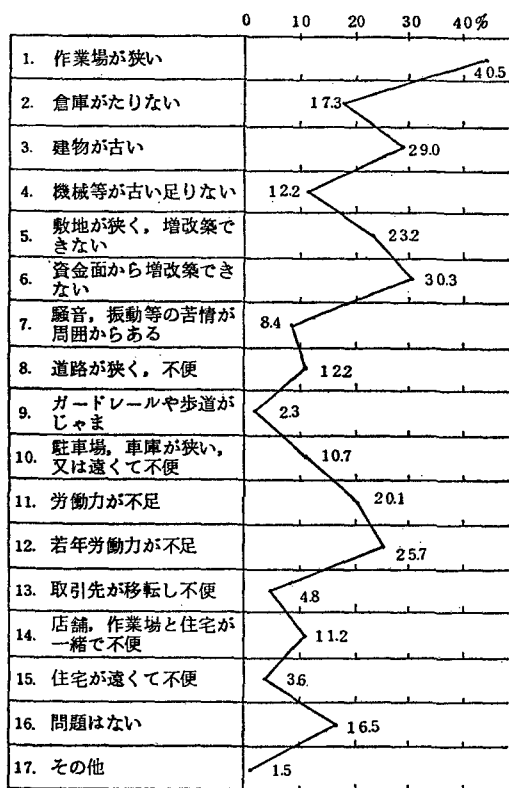 0 10 20 30 40%
1. 作業場が狭い 40.5
2. 倉庫がたりない 17.3
3. 建物が古い 29.0
4. 機械等が古い足りない 12.2
5. 敷地が狭く，増改築で
きない 23.2
6. 資金面から増改築でき
ない 30.3
7. 騒音，振動等の苦情が
周囲からある 8.4
8. 道路が狭く，不便 12.2
9. ガードレールや歩道が
じゃま 2.3
10. 駐車場，車庫が狭い，
又は遠くて不便 10.7
11. 労働力が不足 20.1
12. 若年労働力が不足 25.7
13. 取引先が移転し不便 4.8
14. 店舗，作業場と住宅が
一緒で不便 11.2
15. 住宅が遠くて不便 3.6
16. 問題はない 16.5
17. その他 1.5